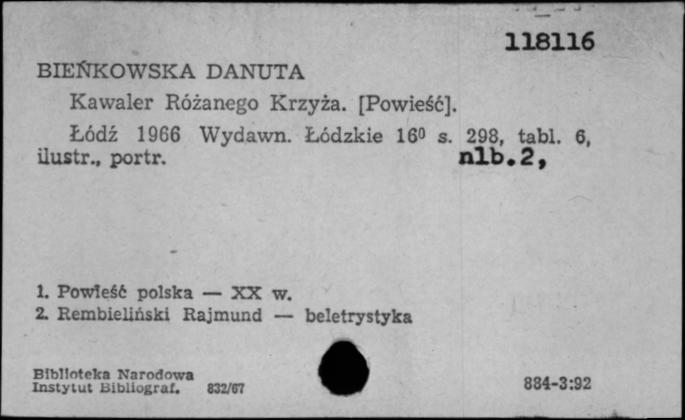 118116
BIEŃKOWSKA DANUTA
Kawaler Różanego Krzyża. [Powieść].
Łódź 1966 Wydawn. Łódzkie 16⁰ s. 298, tabl. 6,
ilustr., portr. nlb.2,
1. Powieść polska — XX w.
2. Rembieliński Rajmund — beletrystyka
Biblioteka Narodowa
Instytut Bibliograf. 832/67
884-3:92